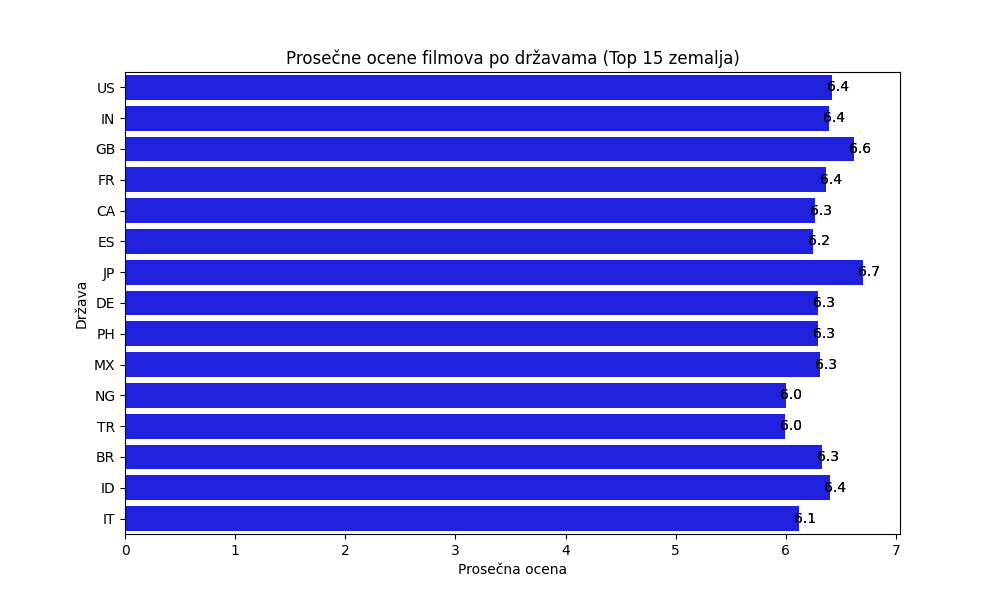 Prosečne ocene filmova po državama (Top 15 zemalja)
US 6.4
IN 6.4
GB 6.6
FR 6.4
CA 6.3
ES 6.2
JP 6.7
DE 6.3
PH 6.3
MX 6.3
NG 6.0
TR 6.0
BR 6.3
ID 6.4
IT 6.1
Država
0 1 2 3 4 5 6 7
Prosečna ocena